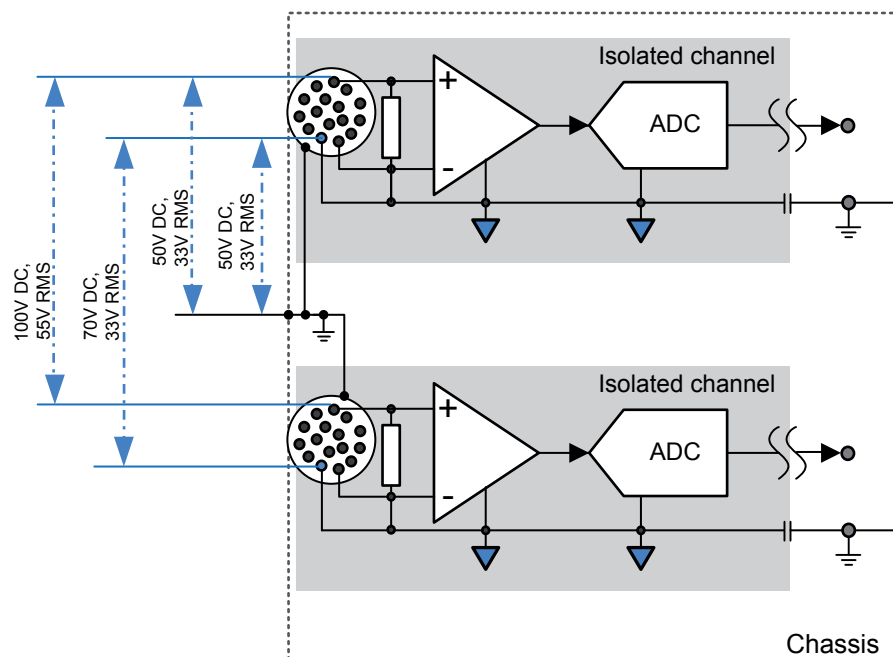 Isolated channel
+
-
ADC
100V DC,
55V RMS
70V DC,
33V RMS
50V DC,
33V RMS
50V DC,
33V RMS
Isolated channel
+
-
ADC
Chassis